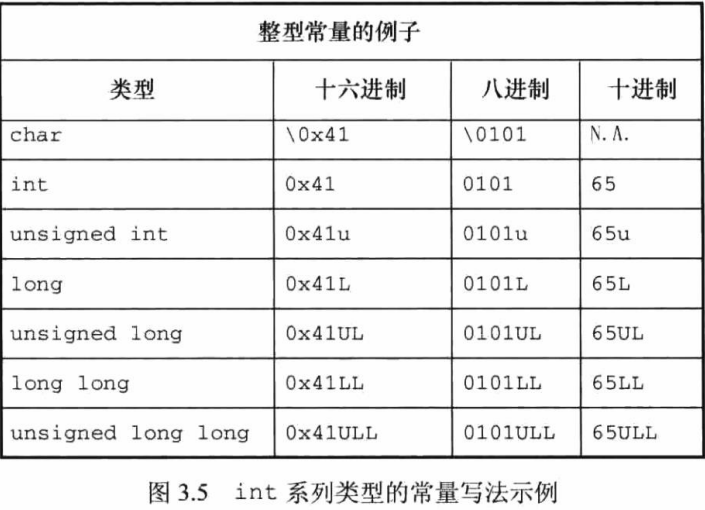 整型常量的例子
类型 十六进制 八进制 十进制
char \0x41 \0101 N.A.
int 0x41 0101 65
unsigned int 0x41u 0101u 65u
long 0x41L 0101L 65L
unsigned long 0x41UL 0101UL 65UL
long long 0x41LL 0101LL 65LL
unsigned long long 0x41ULL 0101ULL 65ULL
图 3.5 int 系列类型的常量写法示例